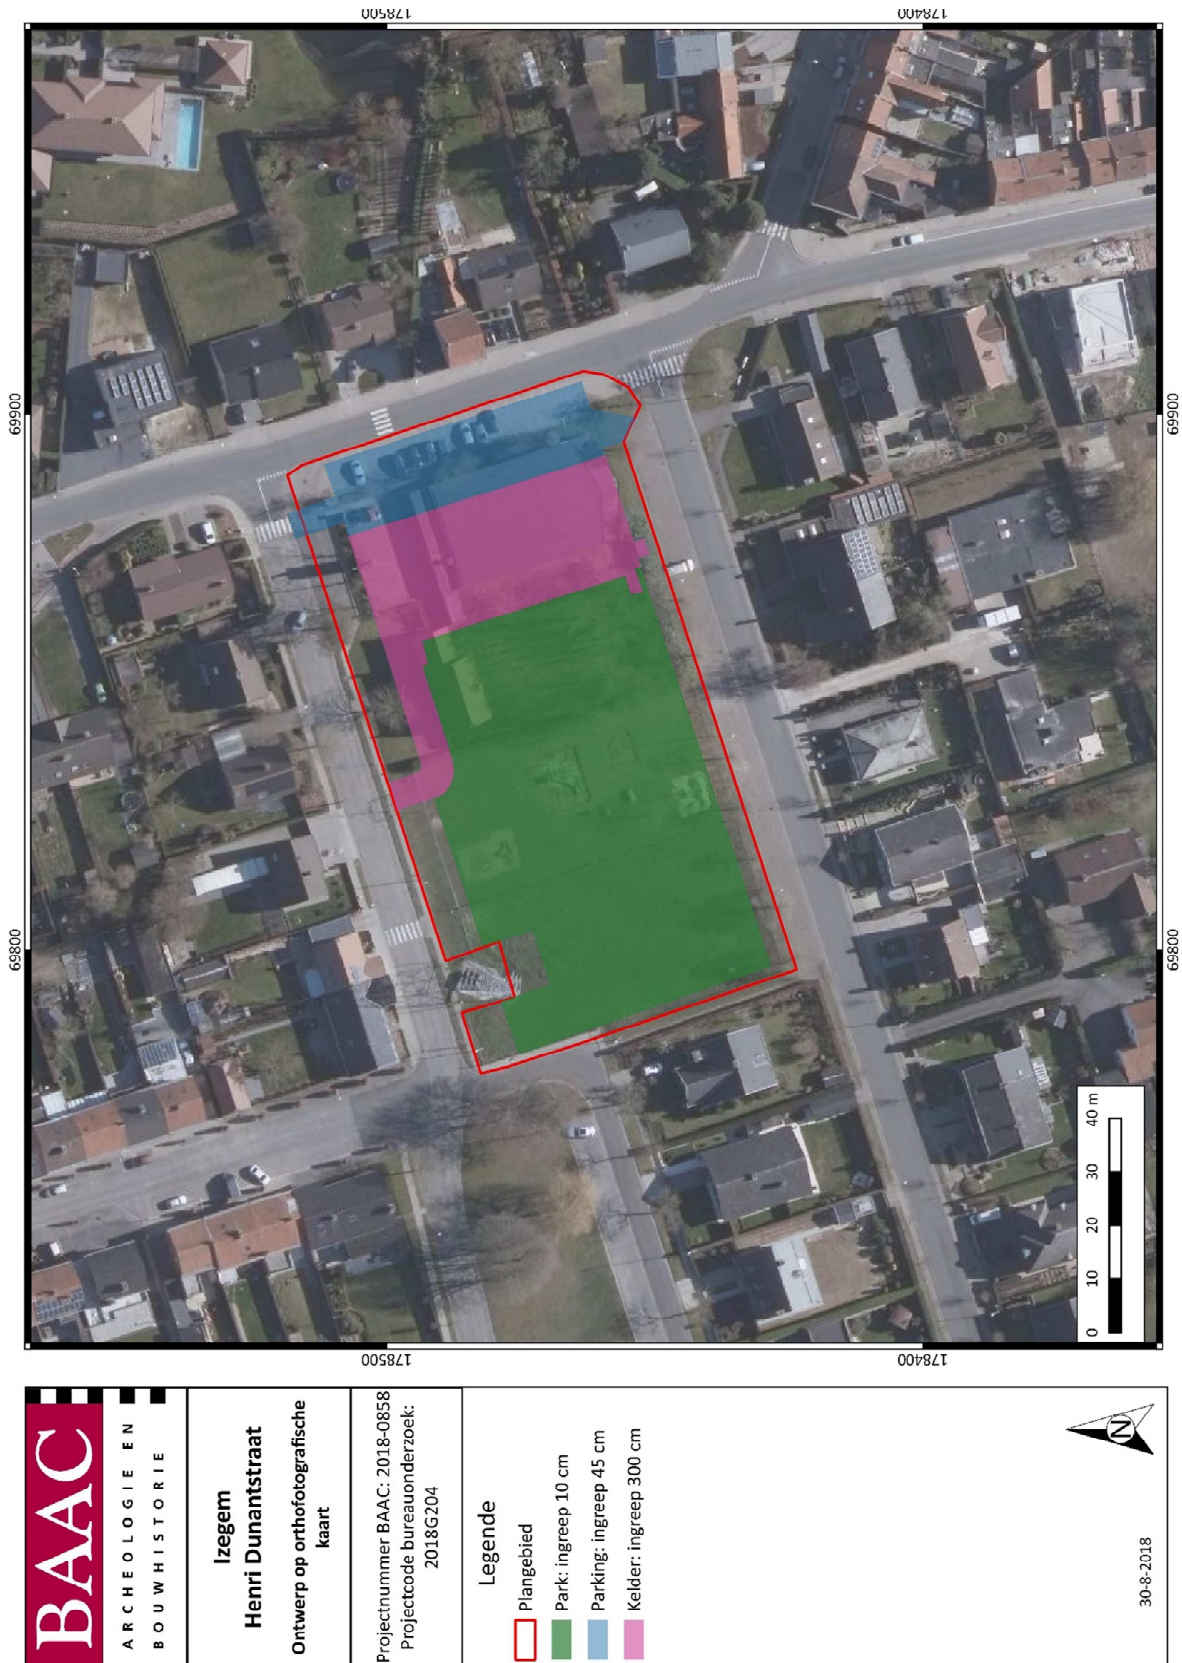 BAAC
ARCHEOLOGIE EN
BOUWHISTORIE
Izegem
Henri Dunantstraat
Ontwerp op orthofotografische
kaart
Projectnummer BAAC: 2018-0858
Projectcode bureauonderzoek:
2018G204
Legende
Plangebied
Park: ingreep 10 cm
Parking: ingreep 45 cm
Kelder: ingreep 300 cm
N
30-8-2018
69800
69900
178500
178400
178500
178400
69800
69900
0 10 20 30 40 m